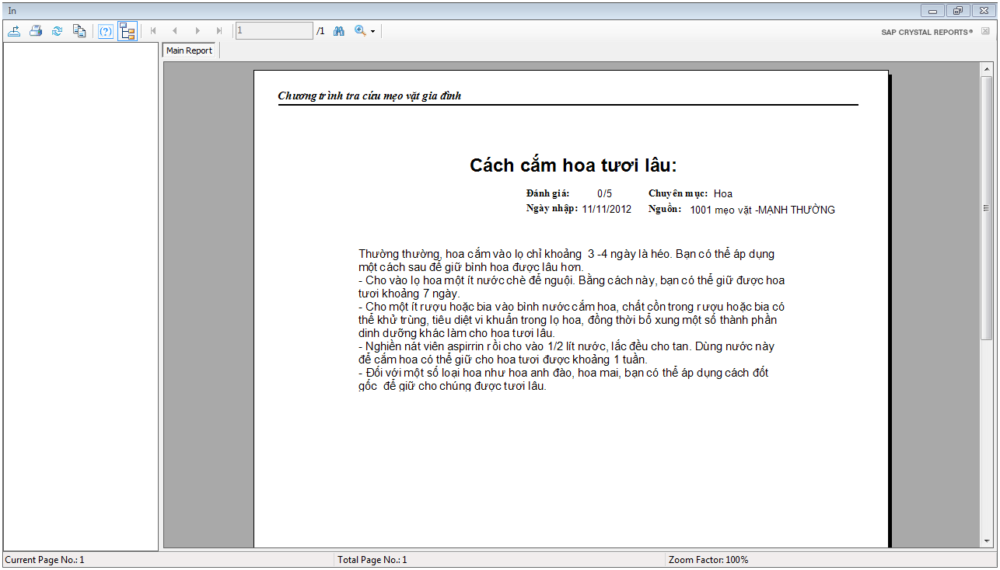 In
1 /1
SAP CRYSTAL REPORTS®
Main Report
Chương trình tra cứu mẹo vặt gia đình
Cách cắm hoa tươi lâu:
Đánh giá: 0/5 Chuyên mục: Hoa
Ngày nhập: 11/11/2012 Nguồn: 1001 mẹo vặt -MẠNH THƯỜNG
Thường thường, hoa cắm vào lọ chỉ khoảng 3 -4 ngày là héo. Bạn có thể áp dụng
một cách sau để giữ bình hoa được lâu hơn.
- Cho vào lọ hoa một ít nước chè để nguội. Bằng cách này, bạn có thể giữ được hoa
tươi khoảng 7 ngày.
- Cho một ít rượu hoặc bia vào bình nước cắm hoa, chất cồn trong rượu hoặc bia có
thể khử trùng, tiêu diệt vi khuẩn trong lọ hoa, đồng thời bổ xung một số thành phần
dinh dưỡng khác làm cho hoa tươi lâu.
- Nghiền nát viên aspirrin rồi cho vào 1/2 lít nước, lắc đều cho tan. Dùng nước này
để cắm hoa có thể giữ cho hoa tươi được khoảng 1 tuần.
- Đối với một số loại hoa như hoa anh đào, hoa mai, bạn có thể áp dụng cách đốt
gốc để giữ cho chúng được tươi lâu.
Current Page No.: 1 Total Page No.: 1 Zoom Factor: 100%